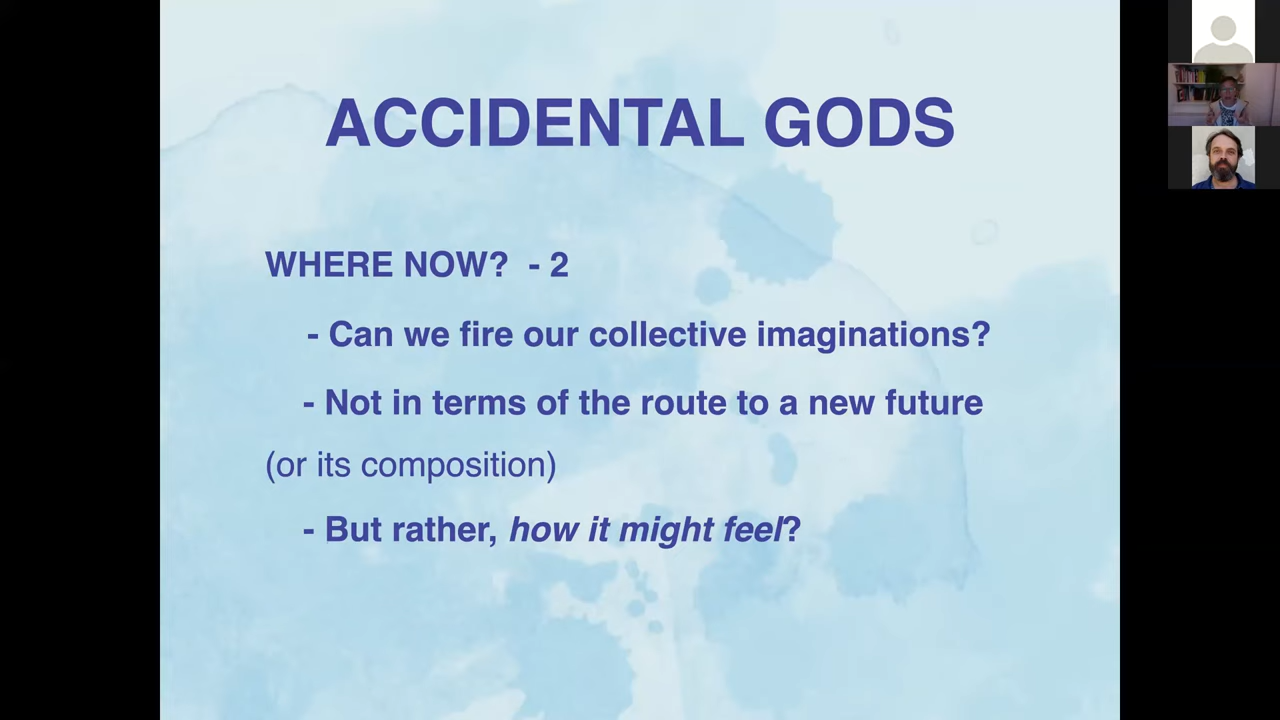 ACCIDENTAL GODS
WHERE NOW?  - 2
- Can we fire our collective imaginations?
- Not in terms of the route to a new future
(or its composition)
- But rather, how it might feel?